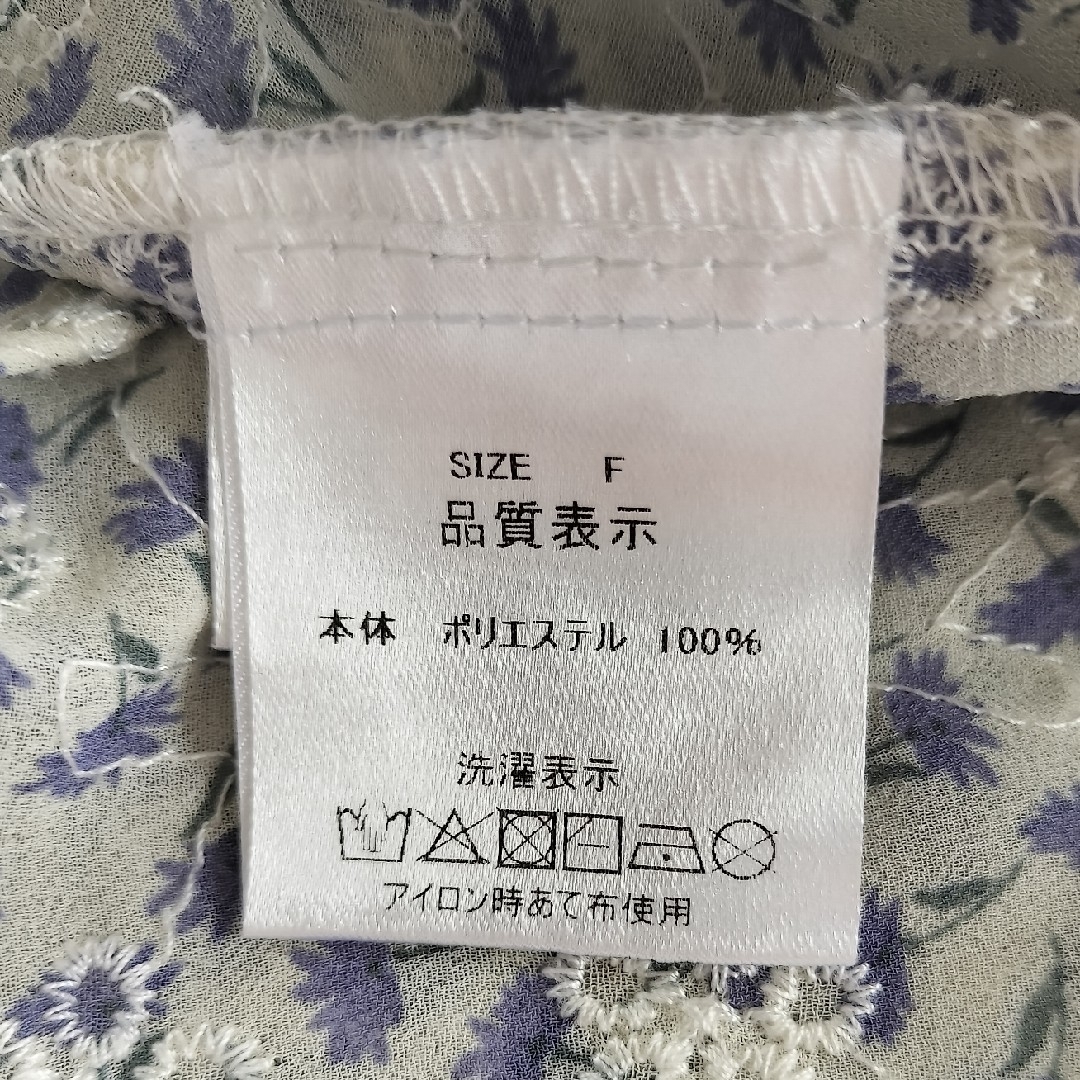 SIZE F
品質表示
本体 ポリエステル 100%
洗濯表示
アイロン時あて布使用